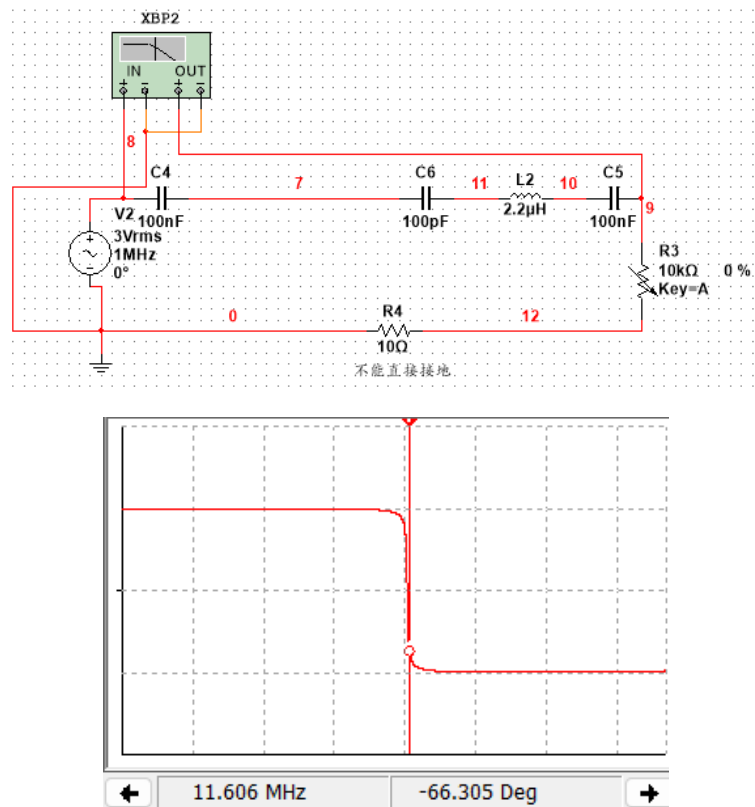 XBP2
IN OUT
+ - + -
8
C4 7 C6 11 L2 10 C5
100nF 100pF 2.2µH 100nF 9
V2
3Vrms
1MHz
0°
R3
10kΩ 0 %
Key=A
0 R4 12
10Ω
不能直接接地
11.606 MHz -66.305 Deg